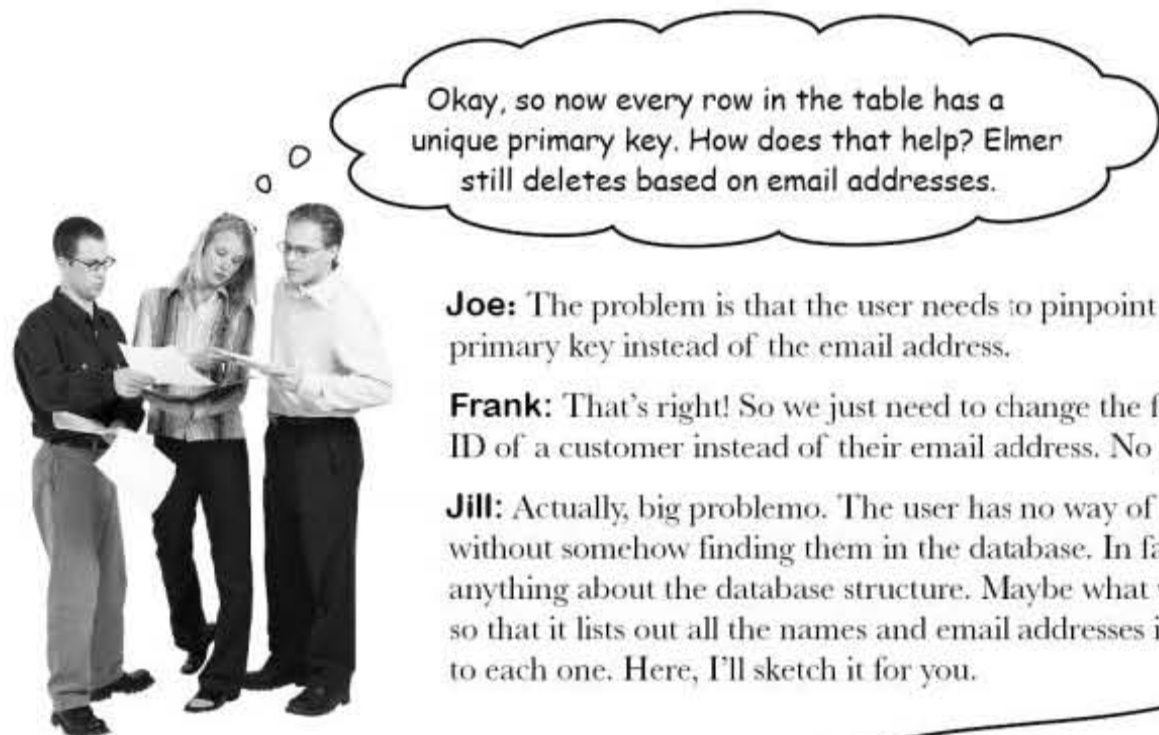 Okay, so now every row in the table has a
unique primary key. How does that help? Elmer
still deletes based on email addresses.
Joe: The problem is that the user needs to pinpoint
primary key instead of the email address.
Frank: That's right! So we just need to change the f
ID of a customer instead of their email address. No
Jill: Actually, big problemo. The user has no way of
without somehow finding them in the database. In fa
anything about the database structure. Maybe what
so that it lists out all the names and email addresses i
to each one. Here, I'll sketch it for you.